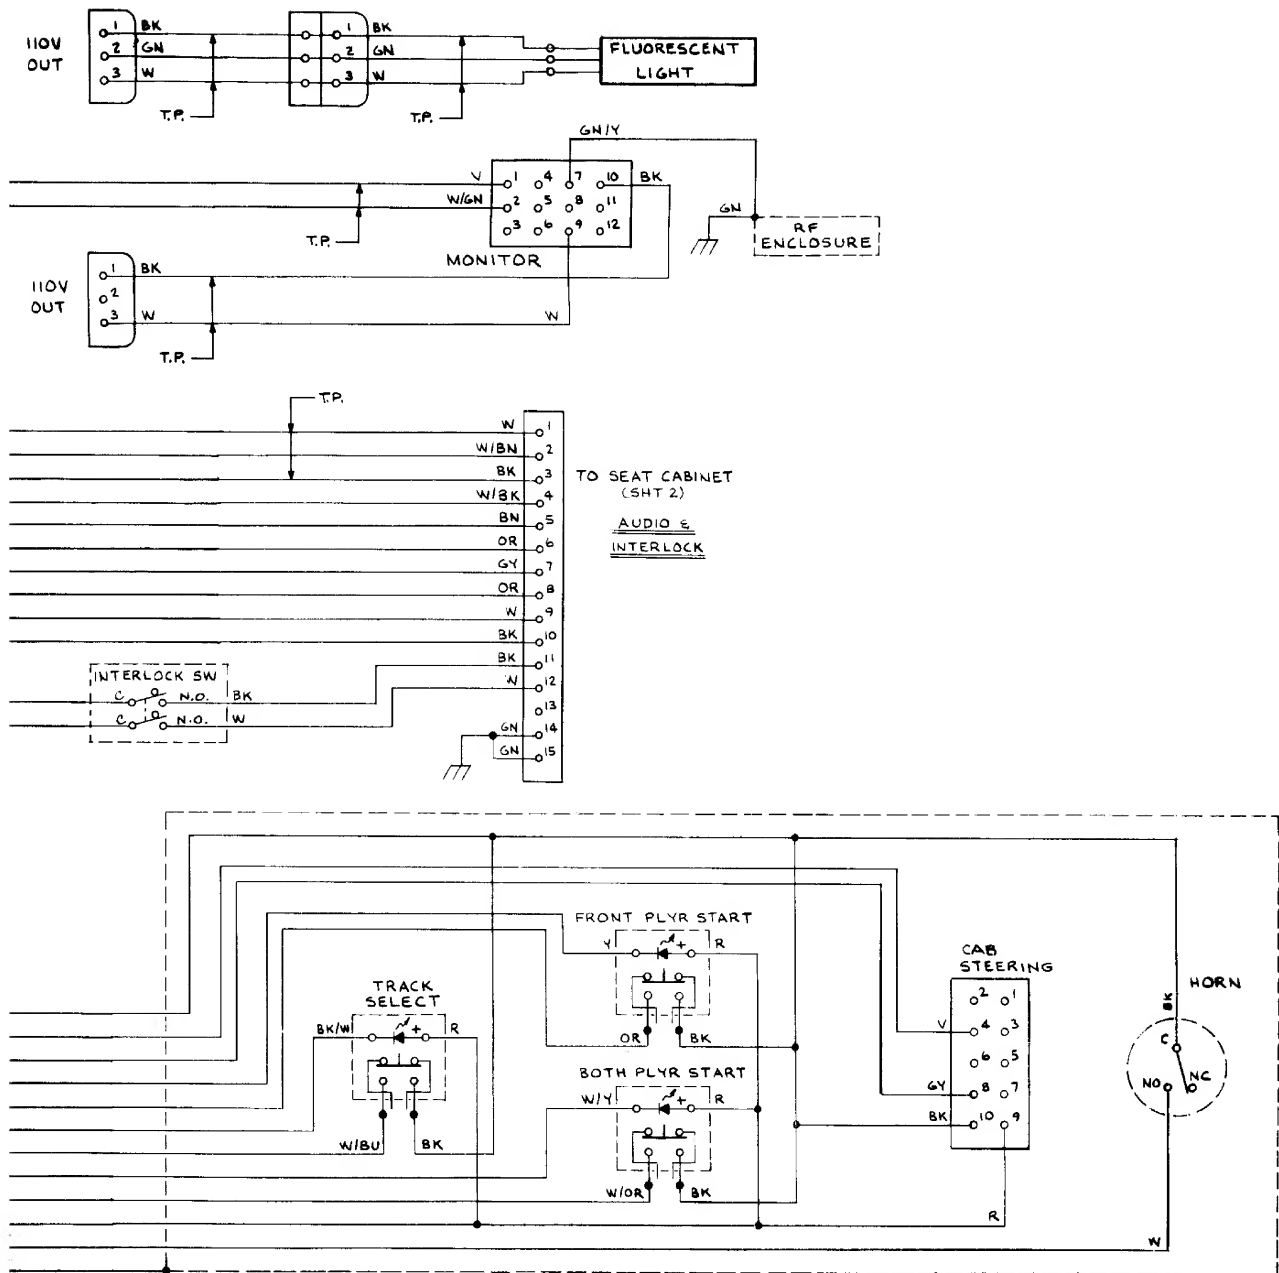 110V
OUT
1 BK
2 GN
3 W
T.P.
1 BK
2 GN
3 W
T.P.
FLUORESCENT
LIGHT
GN/Y
V
W/GN
1 4 7 10 BK
2 5 8 11
3 6 9 12
T.P.
MONITOR
GN
RF
ENCLOSURE
110V
OUT
1 BK
2
3 W
W
T.P.
T.P.
W 1
W/BN 2
BK 3
W/BK 4
BN 5
OR 6
GY 7
OR 8
W 9
BK 10
BK 11
W 12
13
GN 14
GN 15
TO SEAT CABINET
(SHT 2)
AUDIO &
INTERLOCK
INTERLOCK SW
C N.O. BK
C N.O. W
FRONT PLYR START
Y + R
OR BK
TRACK
SELECT
BK/W + R
W/BU BK
BOTH PLYR START
W/Y + R
W/OR BK
CAB
STEERING
2 1
V 4 3
6 5
GY 8 7
BK 10 9
R
HORN
BK
C
NO NC
W